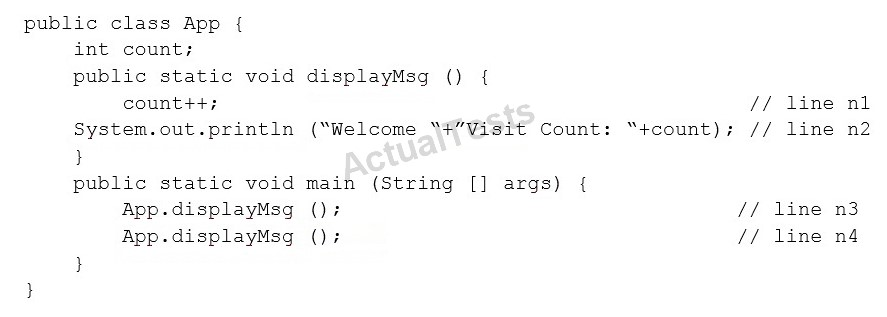 public class App {
    int count;
    public static void displayMsg () {
        count++;                                           // line n1
    System.out.println (“Welcome “+”Visit Count: “+count); // line n2
    }
    public static void main (String [] args) {
        App.displayMsg ();                                // line n3
        App.displayMsg ();                                // line n4
    }
}
ActualTests